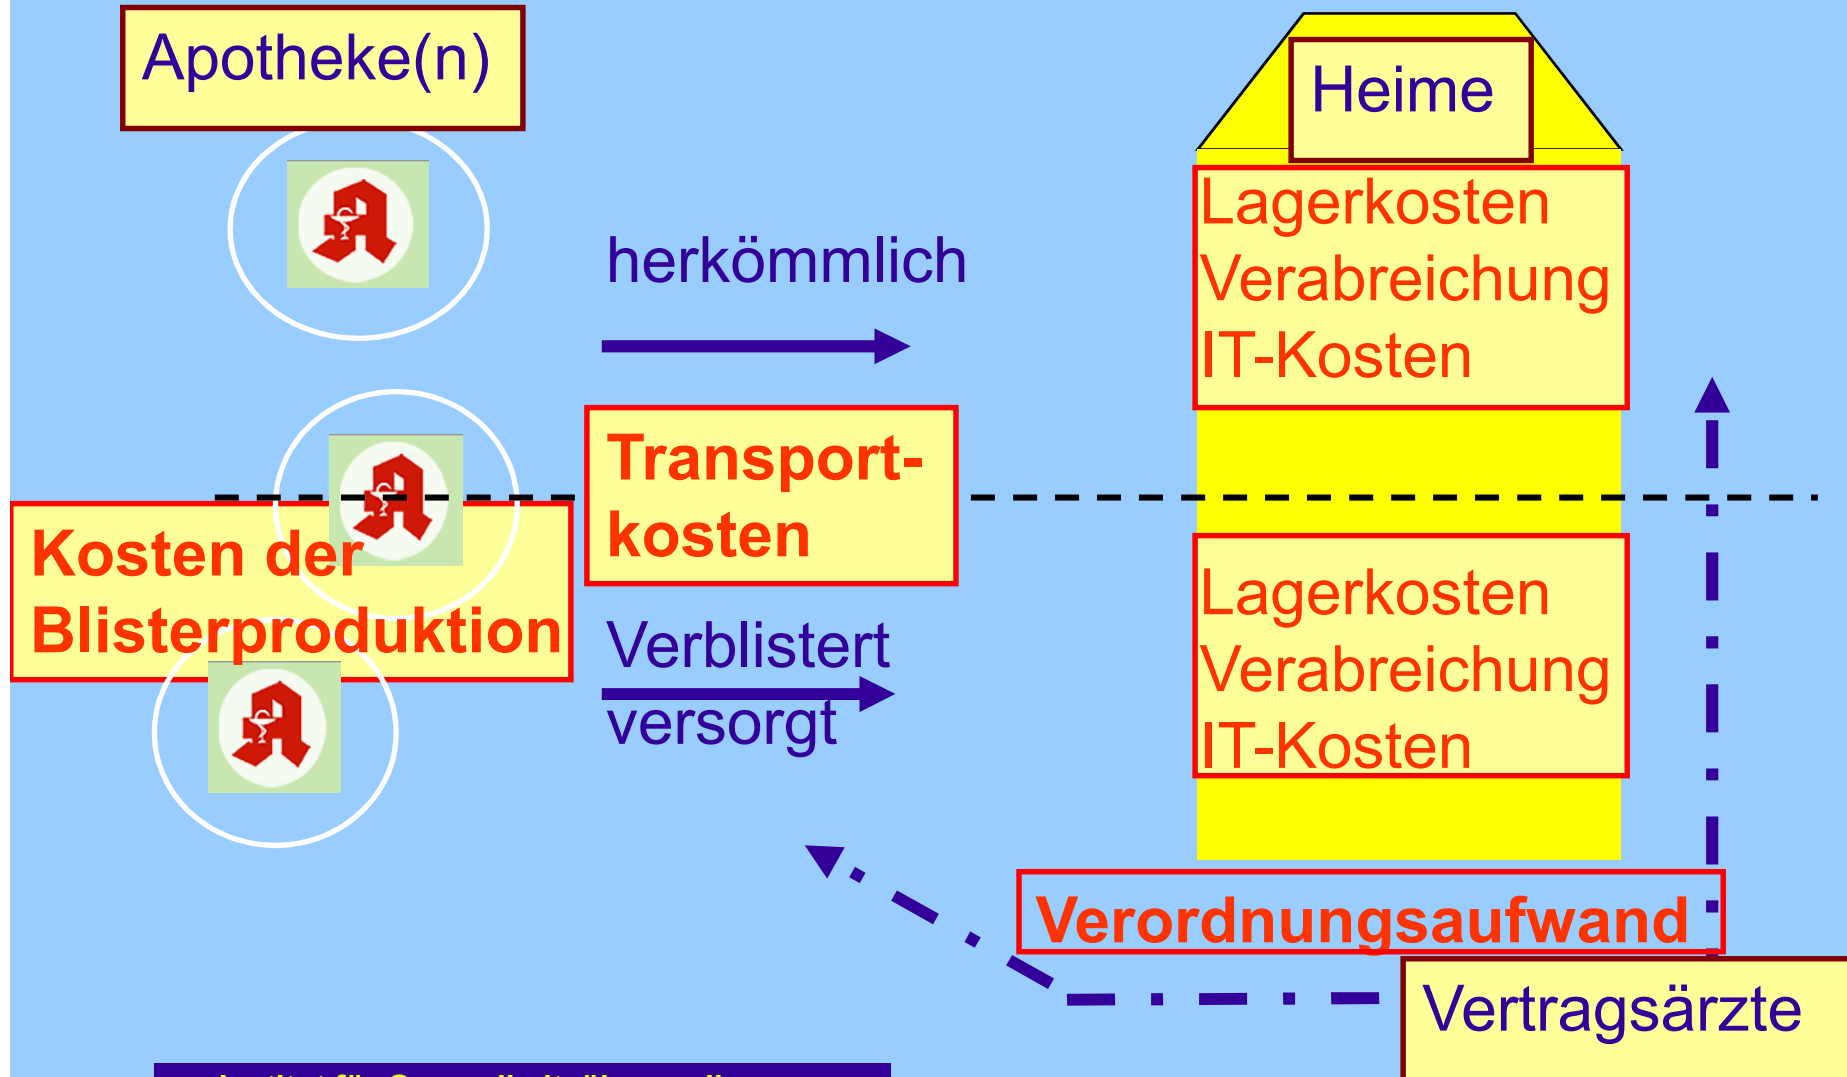 Apotheke(n)
Heime
Lagerkosten
Verabreichung
IT-Kosten
herkömmlich
Transport-
kosten
Kosten der
Blisterproduktion
Verblistert
versorgt
Lagerkosten
Verabreichung
IT-Kosten
Verordnungsaufwand
Vertragsärzte